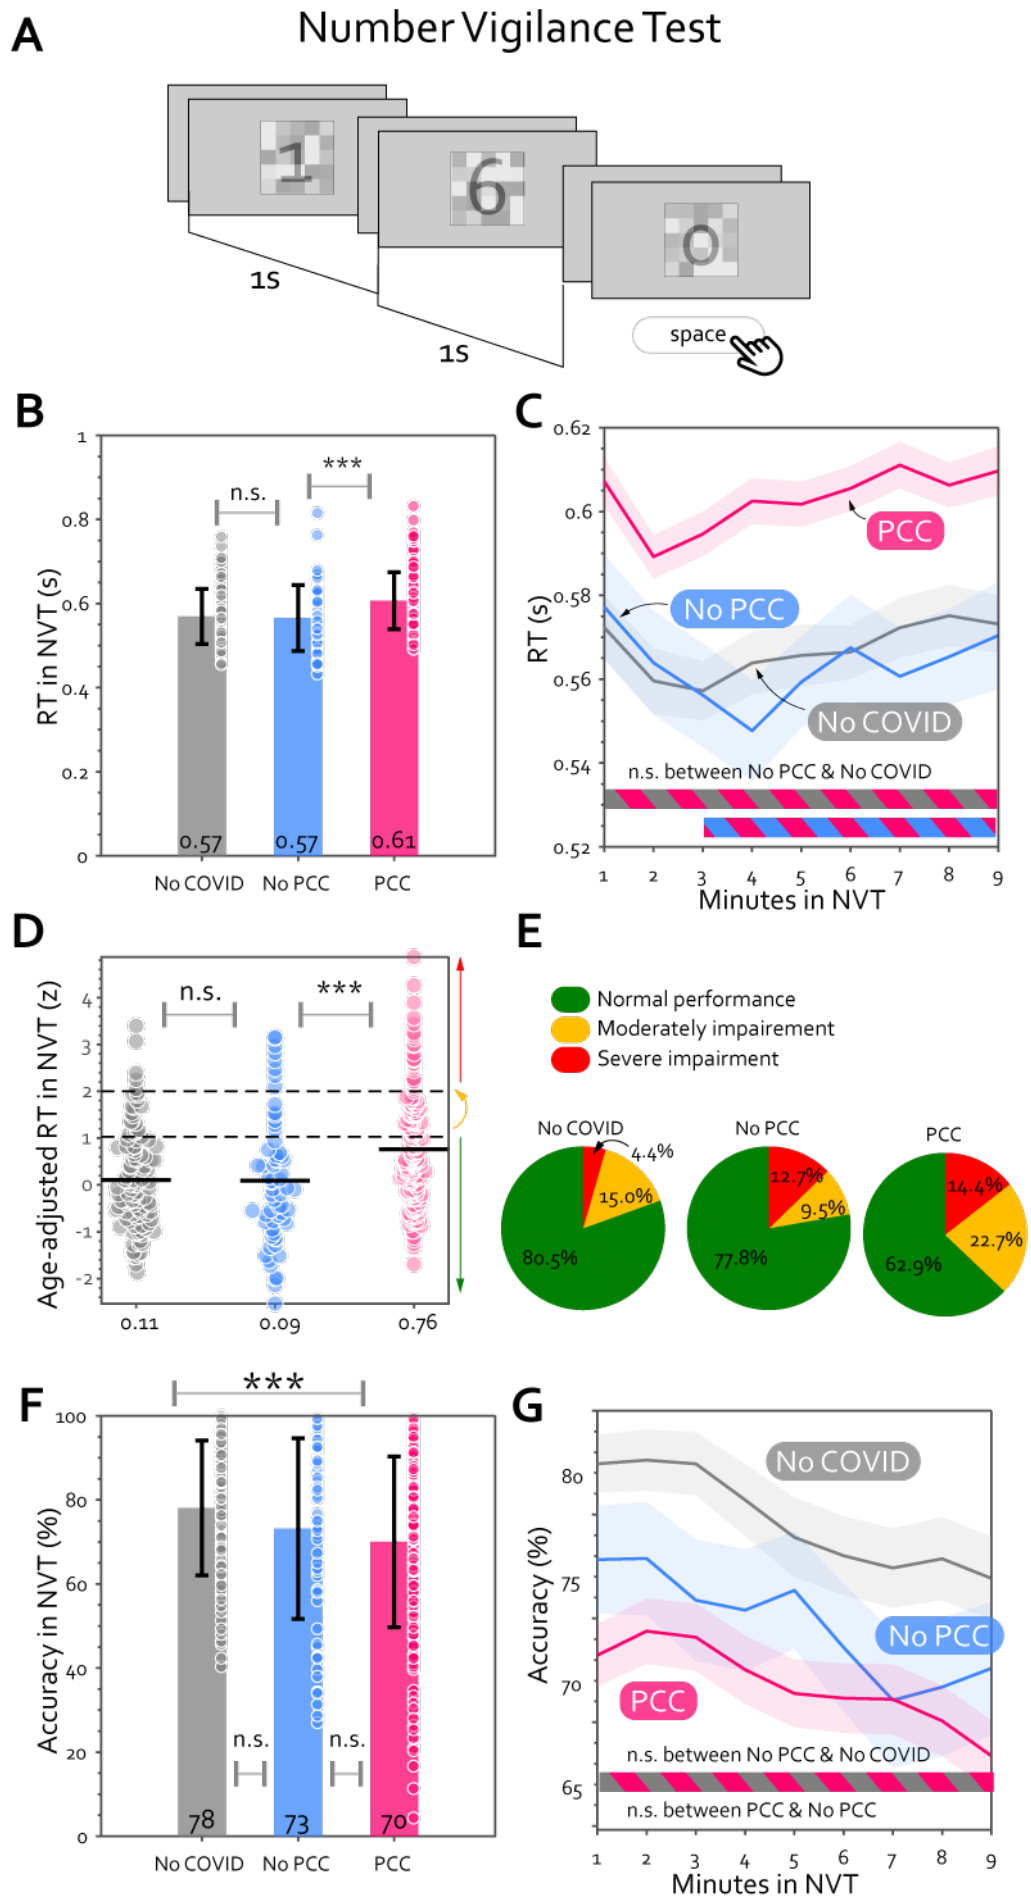 Number Vigilance Test
A
1
6
0
1s
1s
space
B
RT in NVT (s)
1
0.8
0.6
0.4
0.2
0
n.s.
***
0.57
0.57
0.61
No COVID
No PCC
PCC
C
RT (s)
0.62
0.6
0.58
0.56
0.54
0.52
PCC
No PCC
No COVID
n.s. between No PCC & No COVID
1 2 3 4 5 6 7 8 9
Minutes in NVT
D
Age-adjusted RT in NVT (z)
4
3
2
1
0
-1
-2
n.s.
***
0.11
0.09
0.76
E
Normal performance
Moderately impairement
Severe impairment
No COVID
4.4%
15.0%
80.5%
No PCC
12.7%
9.5%
77.8%
PCC
14.4%
22.7%
62.9%
F
Accuracy in NVT (%)
***
100
80
60
40
20
0
n.s.
n.s.
78
73
70
No COVID
No PCC
PCC
G
Accuracy (%)
80
75
70
65
No COVID
No PCC
PCC
n.s. between No PCC & No COVID
n.s. between PCC & No PCC
1 2 3 4 5 6 7 8 9
Minutes in NVT